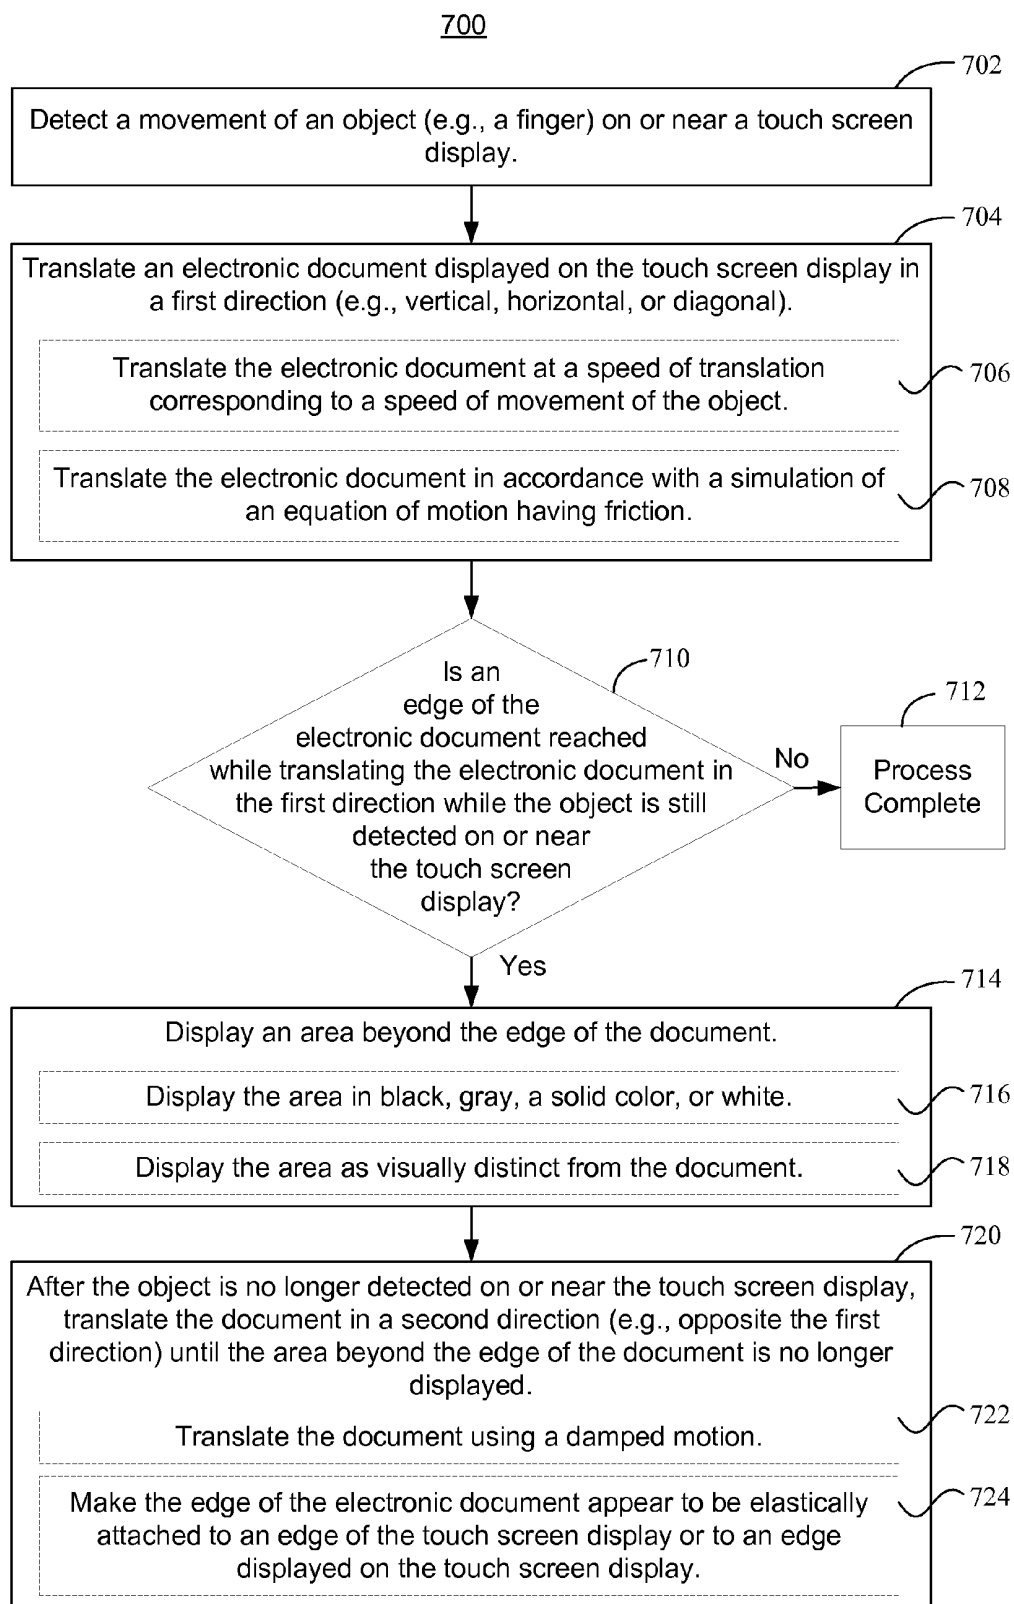 700
702
Detect a movement of an object (e.g., a finger) on or near a touch screen
display.
704
Translate an electronic document displayed on the touch screen display in
a first direction (e.g., vertical, horizontal, or diagonal).
Translate the electronic document at a speed of translation
corresponding to a speed of movement of the object.
706
Translate the electronic document in accordance with a simulation of
an equation of motion having friction.
708
710
Is an
edge of the
electronic document reached
while translating the electronic document in
the first direction while the object is still
detected on or near
the touch screen
display?
No
712
Process
Complete
Yes
714
Display an area beyond the edge of the document.
Display the area in black, gray, a solid color, or white.
716
Display the area as visually distinct from the document.
718
720
After the object is no longer detected on or near the touch screen display,
translate the document in a second direction (e.g., opposite the first
direction) until the area beyond the edge of the document is no longer
displayed.
Translate the document using a damped motion.
722
Make the edge of the electronic document appear to be elastically
attached to an edge of the touch screen display or to an edge
displayed on the touch screen display.
724